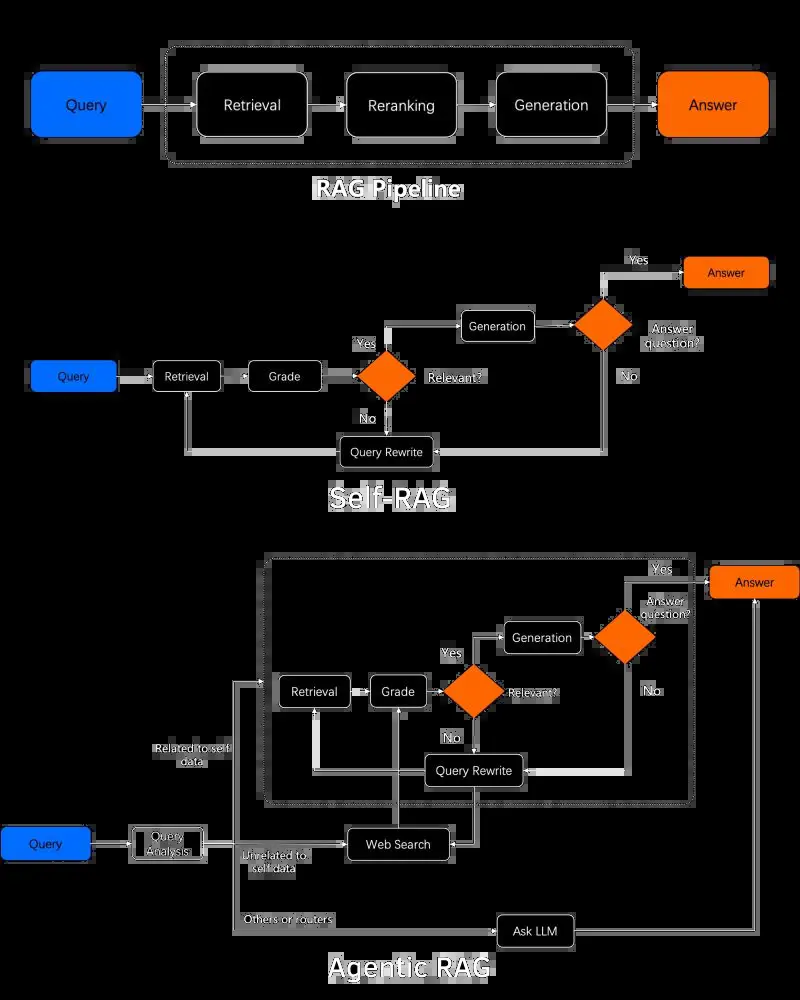 Query
Retrieval
Reranking
Generation
Answer
RAG Pipeline
Yes
Answer
Generation
Answer
question?
Yes
Query
Retrieval
Grade
Relevant?
No
No
Query Rewrite
Self-RAG
Yes
Answer
Answer
question?
Generation
Yes
Retrieval
Grade
Relevant?
No
No
Related to self
data
Query Rewrite
Query
Query
Analysis
Web Search
Unrelated to
self data
Others or routers
Ask LLM
Agentic RAG